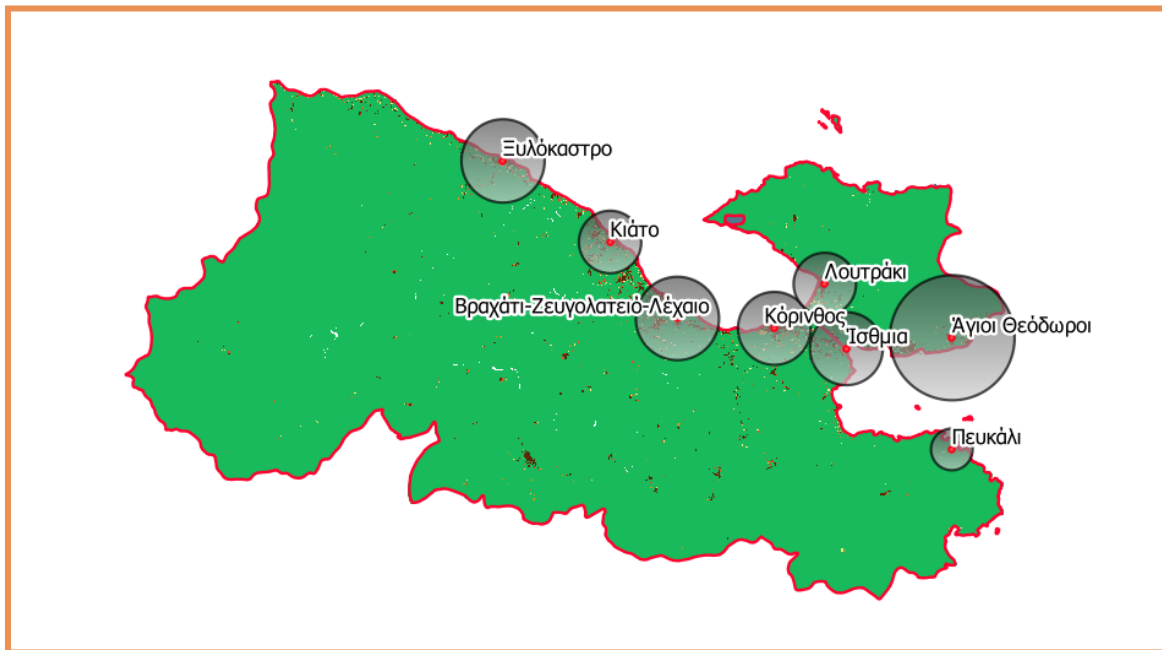 Ξυλόκαστρο
Κιάτο
Λουτράκι
Βραχάτι-Ζευγολατειό-Λέχαιο
Κόρινθος
Ίσθμια
Άγιοι Θεόδωροι
Πευκάλι